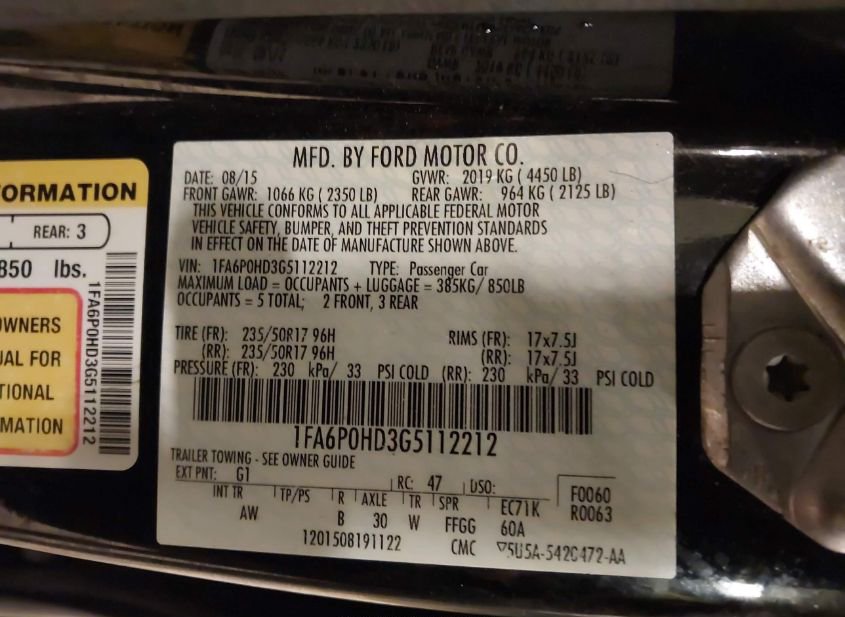 MFD. BY FORD MOTOR CO.
DATE: 08/15 GVWR: 2019 KG ( 4450 LB)
FRONT GAWR: 1066 KG ( 2350 LB) REAR GAWR: 964 KG ( 2125 LB)
THIS VEHICLE CONFORMS TO ALL APPLICABLE FEDERAL MOTOR
VEHICLE SAFETY, BUMPER, AND THEFT PREVENTION STANDARDS
IN EFFECT ON THE DATE OF MANUFACTURE SHOWN ABOVE.
VIN: 1FA6P0HD3G5112212 TYPE: Passenger Car
MAXIMUM LOAD = OCCUPANTS + LUGGAGE = 385KG/ 850LB
OCCUPANTS = 5 TOTAL; 2 FRONT, 3 REAR
TIRE (FR): 235/50R17 96H RIMS (FR): 17x7.5J
(RR): 235/50R17 96H (RR): 17x7.5J
PRESSURE (FR): 230 kPa/ 33 PSI COLD (RR): 230 kPa/ 33 PSI COLD
1FA6P0HD3G5112212
TRAILER TOWING - SEE OWNER GUIDE
EXT PNT: G1 RC: 47 DSO: F0060
INT TR TP/PS R AXLE TR SPR EC71K R0063
AW B 30 W FFGG 60A
1201508191122 CMC 5U5A-5420472-AA
FORMATION
REAR: 3
850 lbs.
OWNERS
UAL FOR
TIONAL
MATION
1FA6P0HD3G5112212